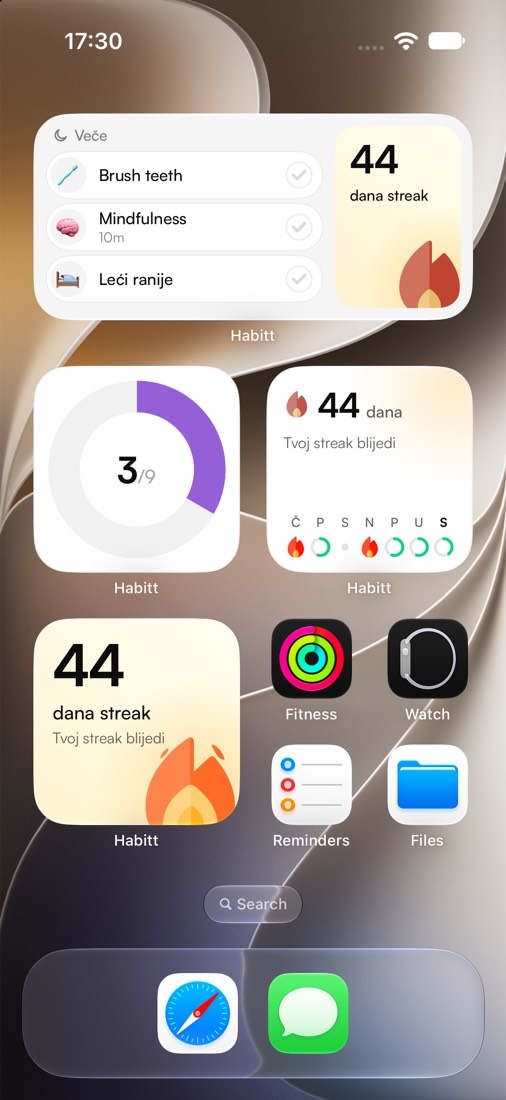 17:30
Veče
Brush teeth
Mindfulness
10m
Leći ranije
44
dana streak
Habitt
3/9
Habitt
44 dana
Tvoj streak blijedi
Č P S N P U S
Habitt
44
dana streak
Tvoj streak blijedi
Habitt
Fitness
Watch
Reminders
Files
Search